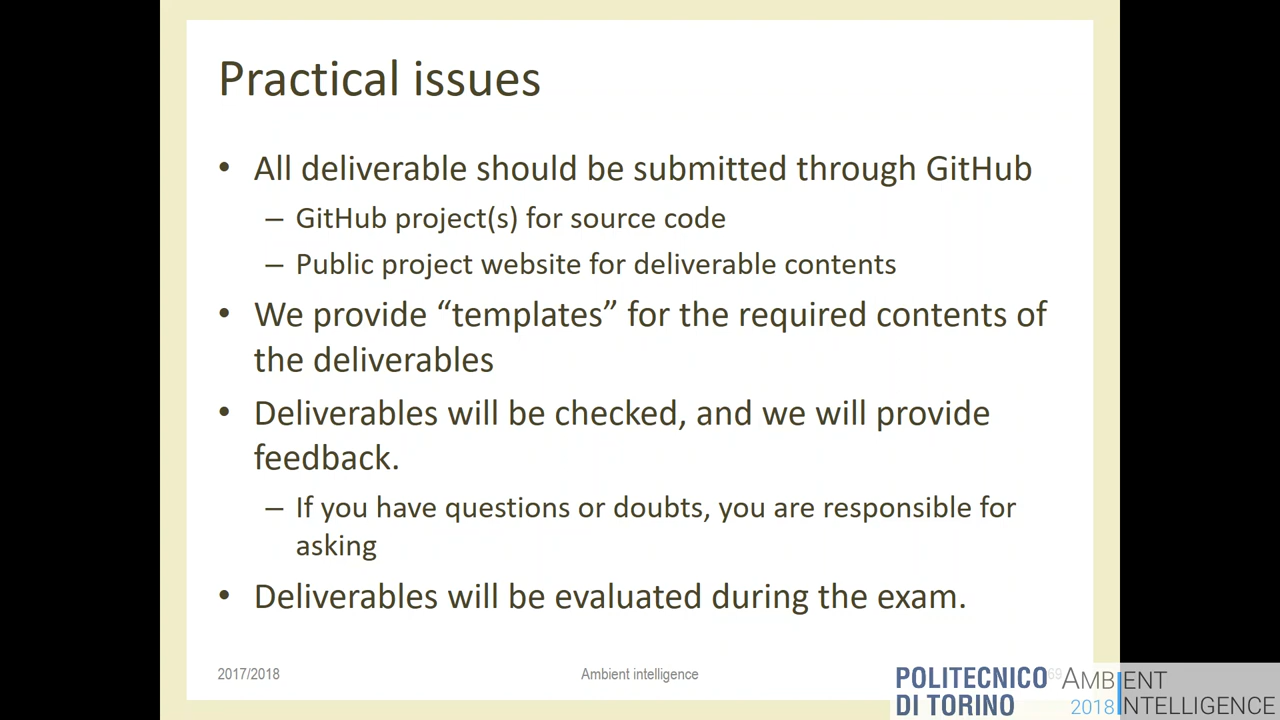 Practical issues
• All deliverable should be submitted through GitHub
– GitHub project(s) for source code
– Public project website for deliverable contents
• We provide “templates” for the required contents of
the deliverables
• Deliverables will be checked, and we will provide
feedback.
– If you have questions or doubts, you are responsible for
asking
• Deliverables will be evaluated during the exam.
2017/2018
Ambient intelligence
69
POLITECNICO
DI TORINO
AMBIENT
2018 INTELLIGENCE